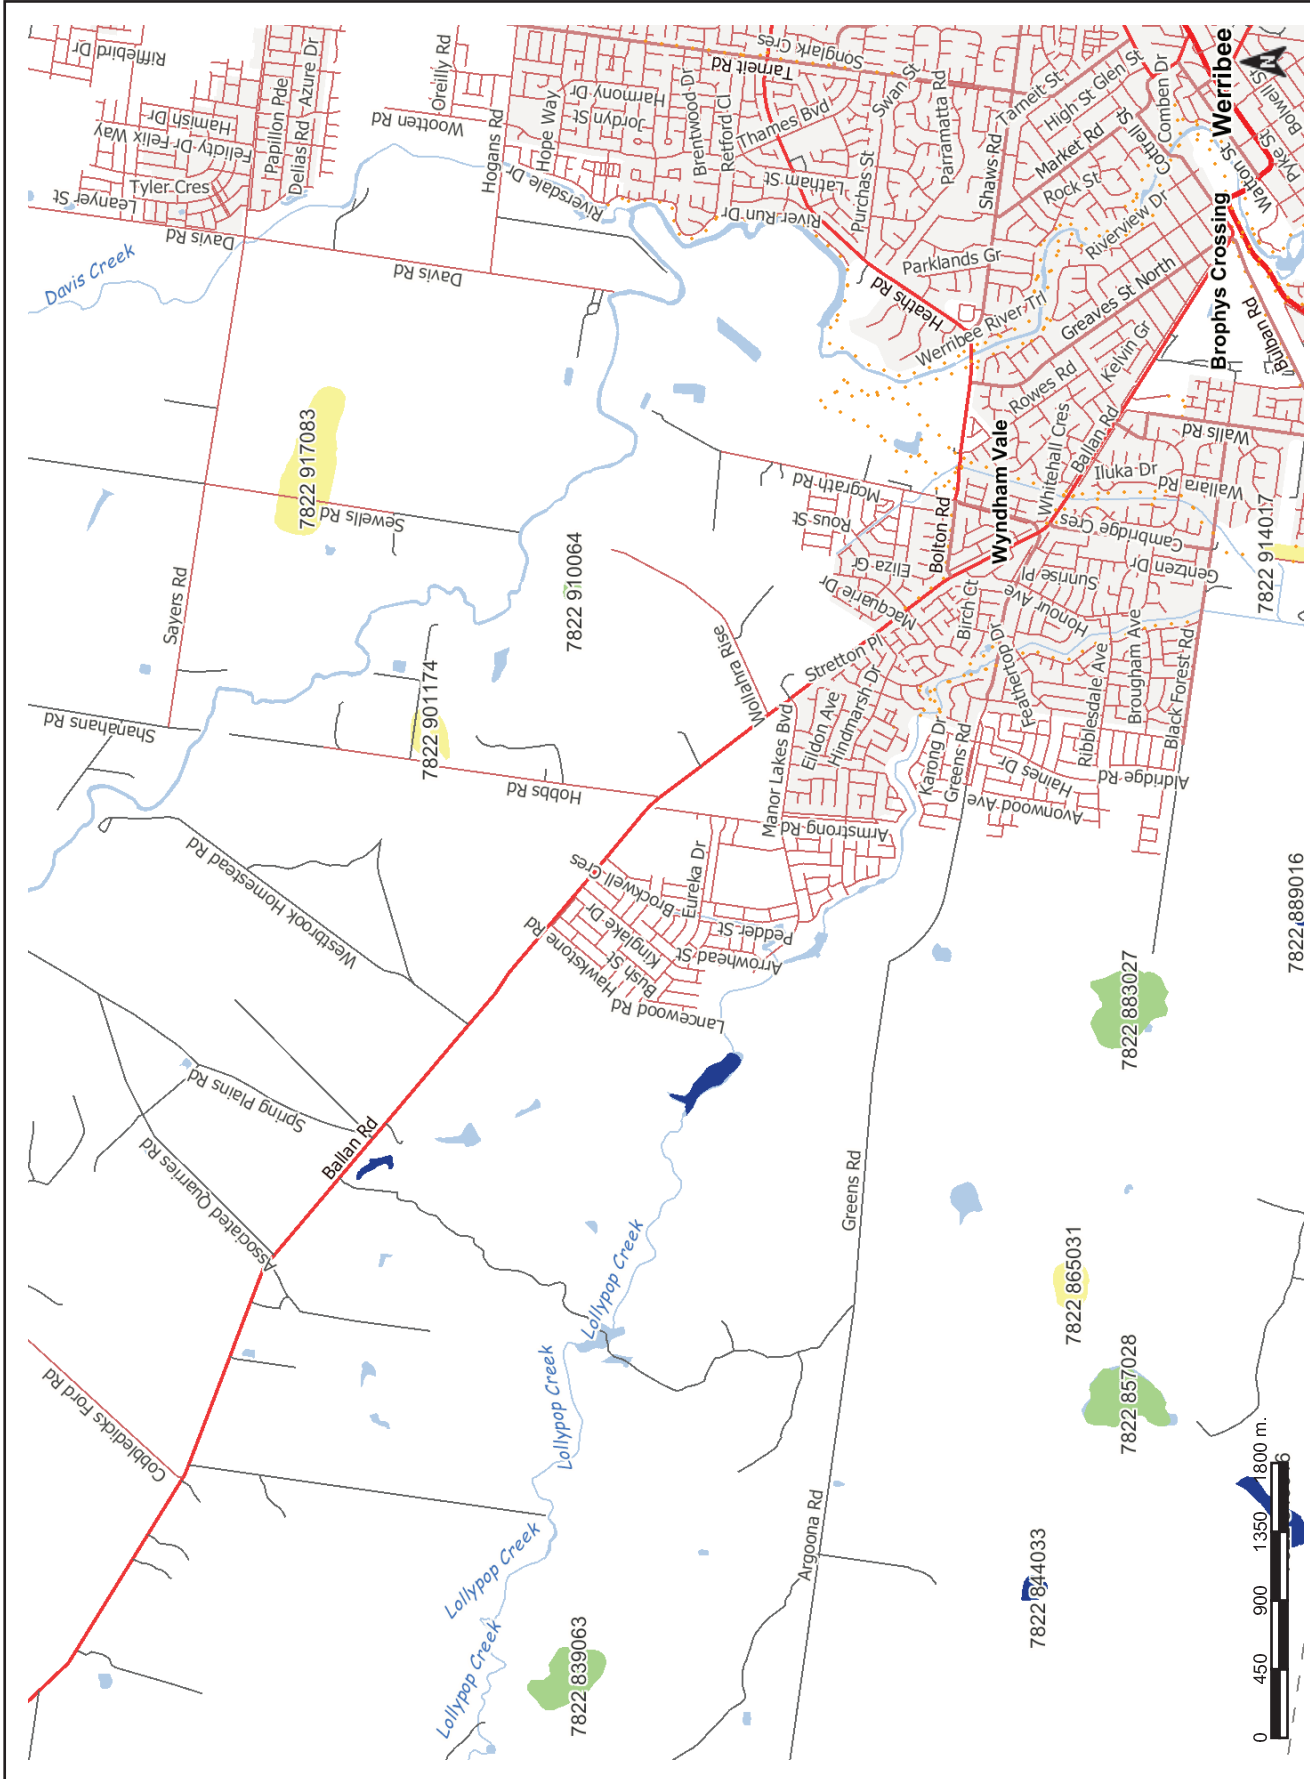 Riflebird Dr
Hamish Dr
Felix Way
Felicity Dr
Tyler Cres
Leanyer St
Papillon Pde
Azure Dr
Delias Rd
Davis Rd
Davis Creek
Davis Rd
Oreilly Rd
Wootten Rd
Hogans Rd
Hope Way
Riversdale Dr
Harmony Dr
Jordyn St
Brentwood Dr
Retford Cl
Tarneit Rd
Songlark Cres
Thames Bvd
Latham St
River Run Dr
Swan St
Purchas St
Parramatta Rd
Shaws Rd
Tarneit St
High St
Glen St
Market Rd
Rock St
Cottrell St
Comben Dr
Werribee
N
Bolwell St
Pyke St
Watton St
Riverview Dr
Parklands Gr
Heaths Rd
Werribee River Trl
Greaves St North
Kelvin Gr
Brophys Crossing
Bulban Rd
Rowes Rd
Whitehall Cres
Ballan Rd
Walls Rd
Iluka Dr
Wallara Rd
Wyndham Vale
Bolton Rd
Mcgrath Rd
Rous St
Eliza Gr
Macquarie Dr
Cambridge Cres
Gentzen Dr
Sunrise Pl
Honour Ave
Birch Ct
Feathertop Dr
Stretton Pl
Wollahra Rise
Hindmarsh Dr
Eildon Ave
Manor Lakes Bvd
Karong Dr
Greens Rd
Haines Dr
Avonwood Ave
Ribblesdale Ave
Brougham Ave
Black Forest Rd
Aldridge Rd
Armstrong Rd
7822 917083
Sewells Rd
Sayers Rd
7822 910064
7822 901174
7822 914017
Shanahans Rd
Hobbs Rd
Westbrook Homestead Rd
Brockwell Cres
Eureka Dr
Kinglake Dr
Pedder St
Arrowhead St
Bush St
Hawkstone Rd
Lancewood Rd
7822 889016
7822 883027
Spring Plains Rd
Associated Quarries Rd
Ballan Rd
Greens Rd
Lollypop Creek
Lollypop Creek
Lollypop Creek
Lollypop Creek
Cobbledicks Ford Rd
7822 865031
7822 857028
Argoona Rd
7822 844033
7822 839063
0 450 900 1350 1800 m.